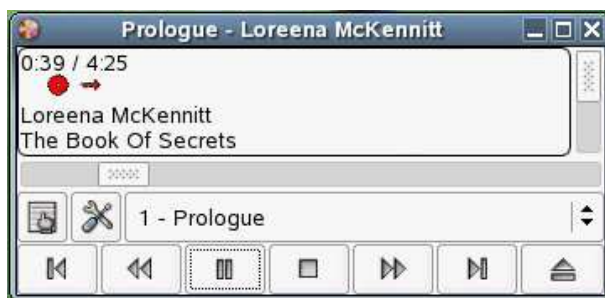 Prologue - Loreena McKennitt
0:39 / 4:25
Loreena McKennitt
The Book Of Secrets
1 - Prologue